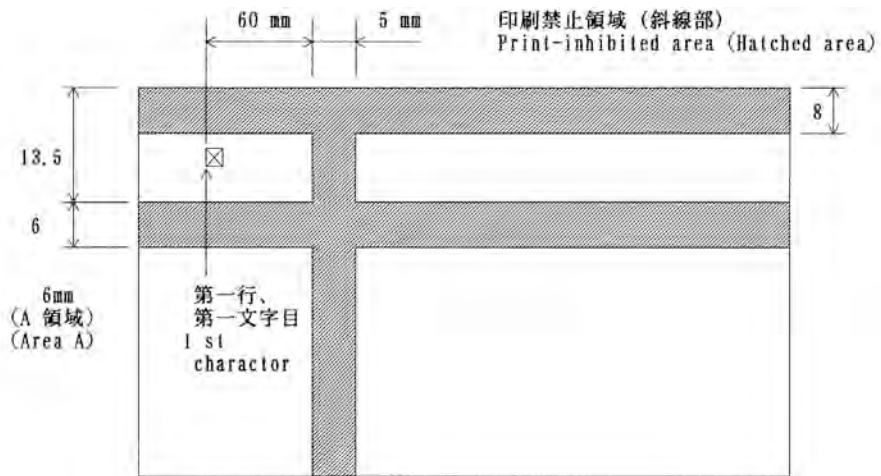 60 mm
5 mm
印刷禁止領域 (斜線部)
Print-inhibited area (Hatched area)
8
13.5
6
6mm
(A 領域)
(Area A)
第一行、
第一文字目
1 st
charactor